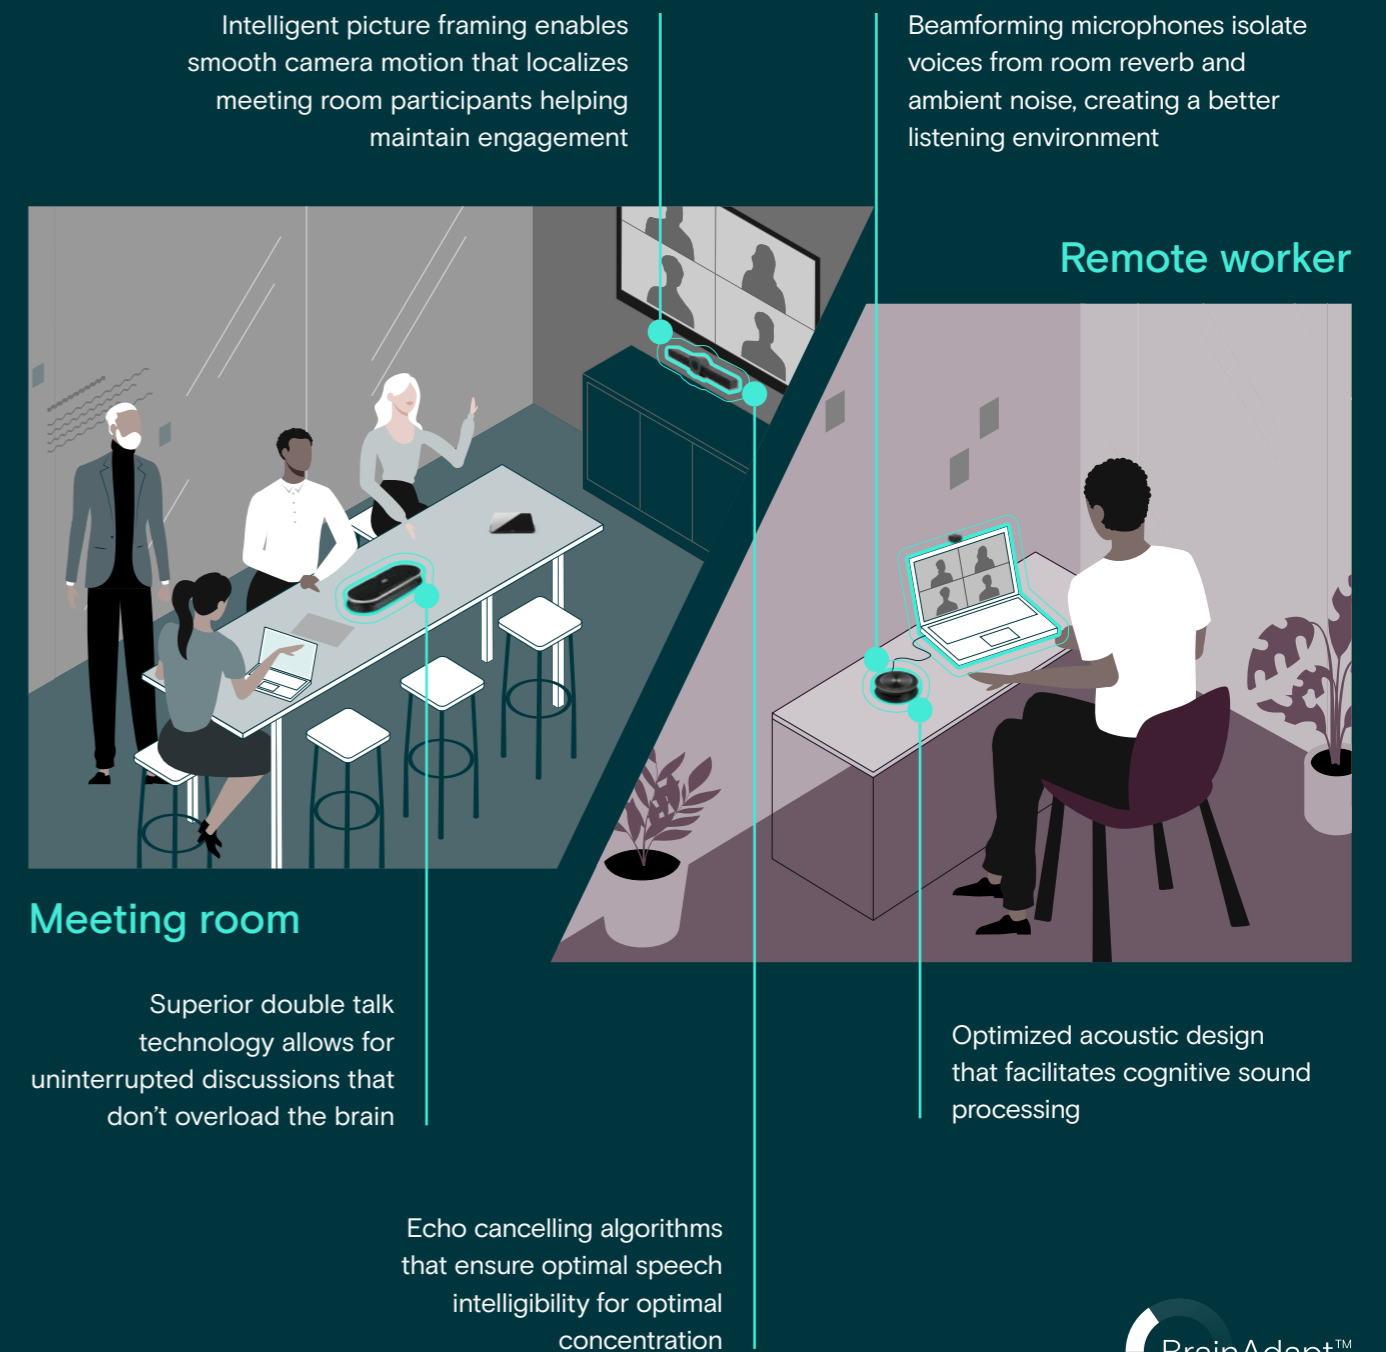 Intelligent picture framing enables
smooth camera motion that localizes
meeting room participants helping
maintain engagement
Beamforming microphones isolate
voices from room reverb and
ambient noise, creating a better
listening environment
Remote worker
Meeting room
Superior double talk
technology allows for
uninterrupted discussions that
don’t overload the brain
Optimized acoustic design
that facilitates cognitive sound
processing
Echo cancelling algorithms
that ensure optimal speech
intelligibility for optimal
concentration
BrainAdapt™